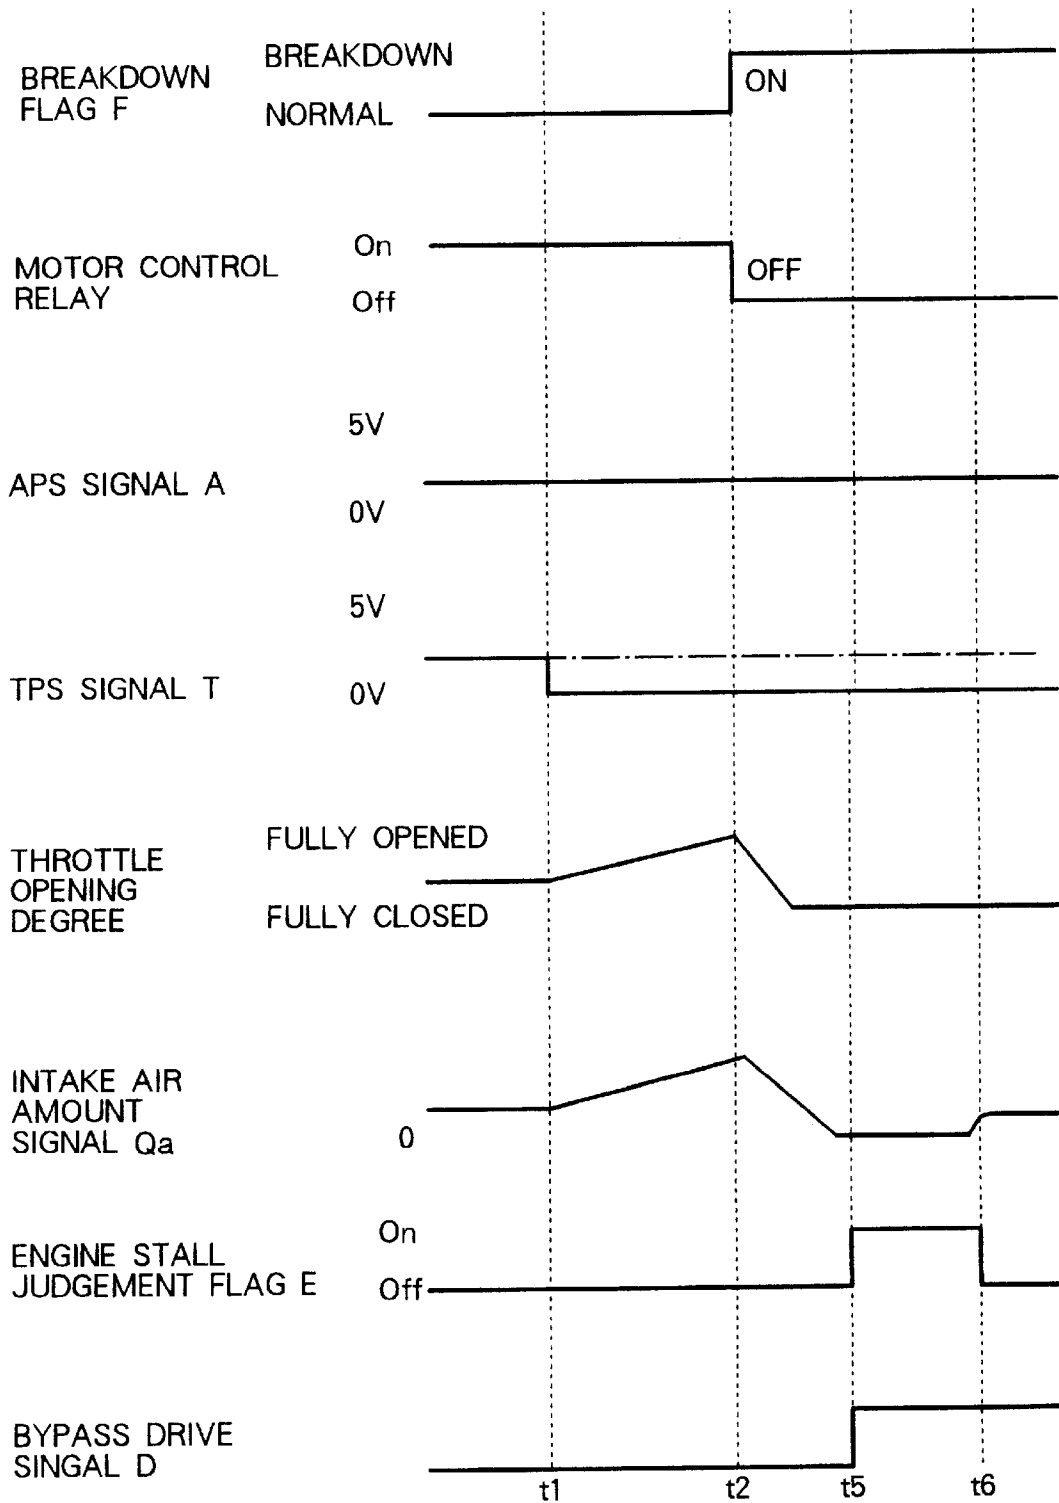 BREAKDOWN
FLAG F
BREAKDOWN
NORMAL
ON
MOTOR CONTROL
RELAY
On
Off
OFF
APS SIGNAL A
5V
0V
TPS SIGNAL T
5V
0V
THROTTLE
OPENING
DEGREE
FULLY OPENED
FULLY CLOSED
INTAKE AIR
AMOUNT
SIGNAL Qa
0
ENGINE STALL
JUDGEMENT FLAG E
On
Off
BYPASS DRIVE
SINGAL D
t1
t2
t5
t6